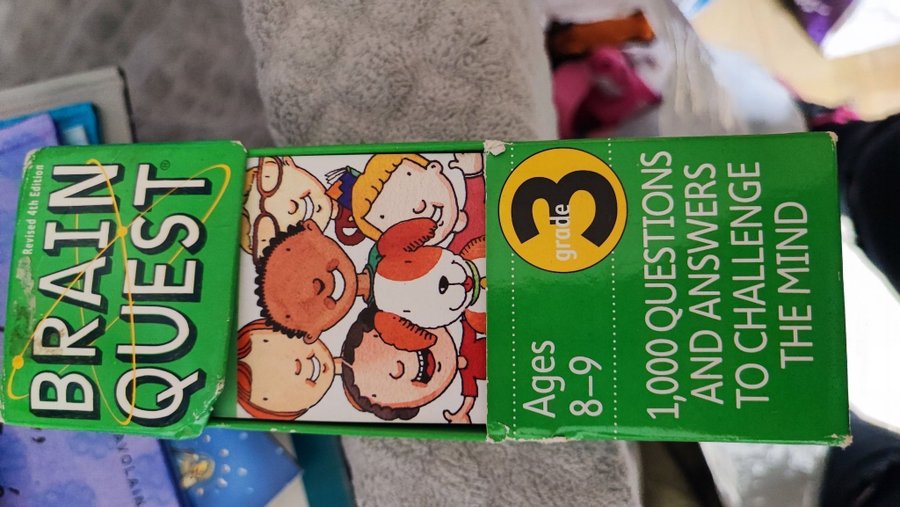 Revised 4th Edition
BRAIN
QUEST®
grade
3
Ages
8–9
1,000 QUESTIONS
AND ANSWERS
TO CHALLENGE
THE MIND